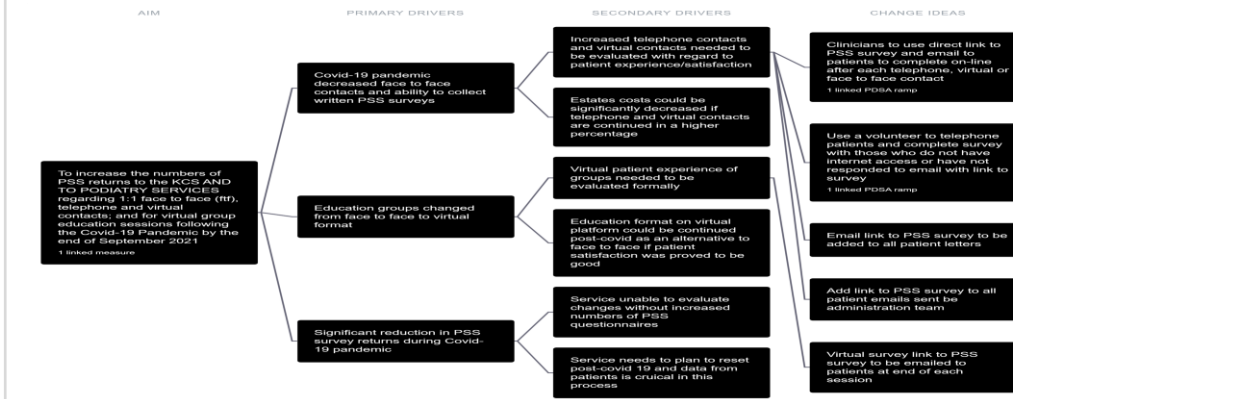 AIM
PRIMARY DRIVERS
SECONDARY DRIVERS
CHANGE IDEAS
To increase the numbers of
PSS returns to the KCS AND
TO PODIATRY SERVICES
regarding 1:1 face to face (ftf),
telephone and virtual
contacts; and for virtual group
education sessions following
the Covid-19 Pandemic by the
end of September 2021
1 linked measure
Covid-19 pandemic
decreased face to face
contacts and ability to collect
written PSS surveys
Education groups changed
from face to face to virtual
format
Significant reduction in PSS
survey returns during Covid-
19 pandemic
Increased telephone contacts
and virtual contacts needed to
be evaluated with regard to
patient experience/satisfaction
Estates costs could be
significantly decreased if
telephone and virtual contacts
are continued in a higher
percentage
Virtual patient experience of
groups needed to be
evaluated formally
Education format on virtual
platform could be continued
post-covid as an alternative to
face to face if patient
satisfaction was proved to be
good
Service unable to evaluate
changes without increased
numbers of PSS
questionnaires
Service needs to plan to reset
post-covid 19 and data from
patients is cruical in this
process
Clinicians to use direct link to
PSS survey and email to
patients to complete on-line
after each telephone, virtual or
face to face contact
1 linked PDSA ramp
Use a volunteer to telephone
patients and complete survey
with those who do not have
internet access or have not
responded to email with link to
survey
1 linked PDSA ramp
Email link to PSS survey to be
added to all patient letters
Add link to PSS survey to all
patient emails sent be
administration team
Virtual survey link to PSS
survey to be emailed to
patients at end of each
session